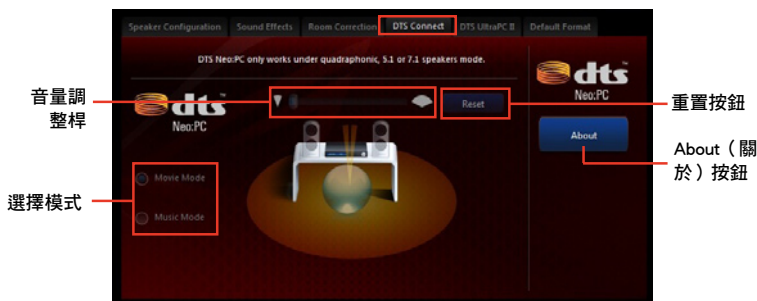 Speaker Configuration Sound Effects Room Correction DTS Connect DTS UltraPC II Default Format
DTS Neo:PC only works under quadraphonic, 5.1 or 7.1 speakers mode.
dts
Neo:PC
Reset
Movie Mode
Music Mode
dts
Neo:PC
About
音量調
整桿
選擇模式
重置按鈕
About（關
於）按鈕